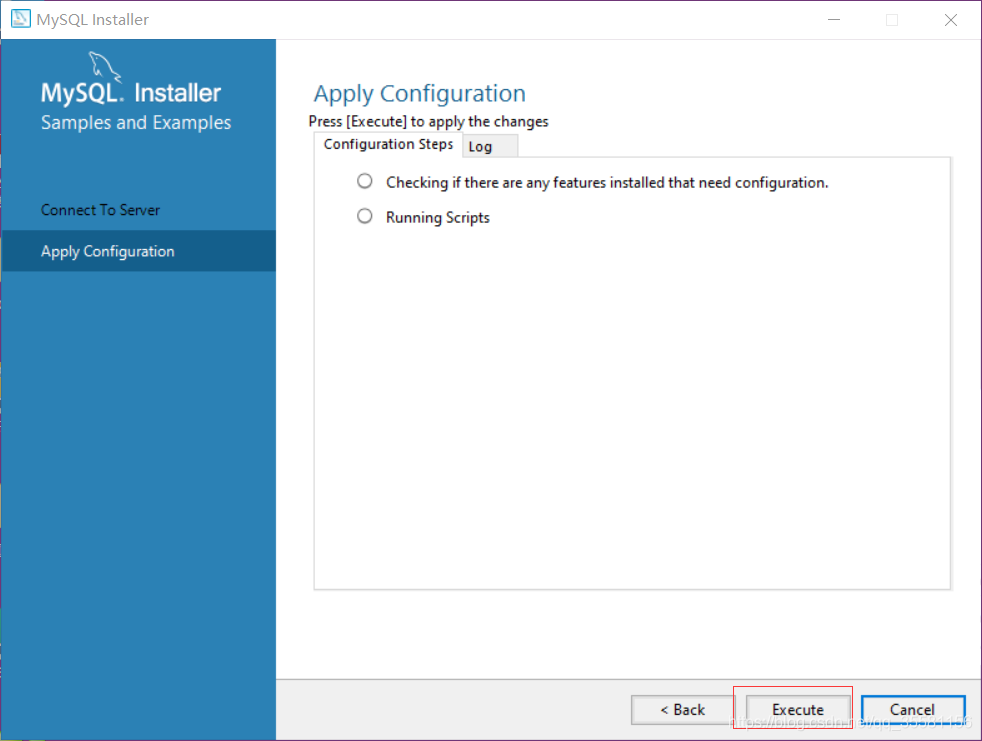 MySQL Installer
MySQL. Installer
Samples and Examples
Connect To Server
Apply Configuration
Apply Configuration
Press [Execute] to apply the changes
Configuration Steps Log
Checking if there are any features installed that need configuration.
Running Scripts
< Back Execute Cancel